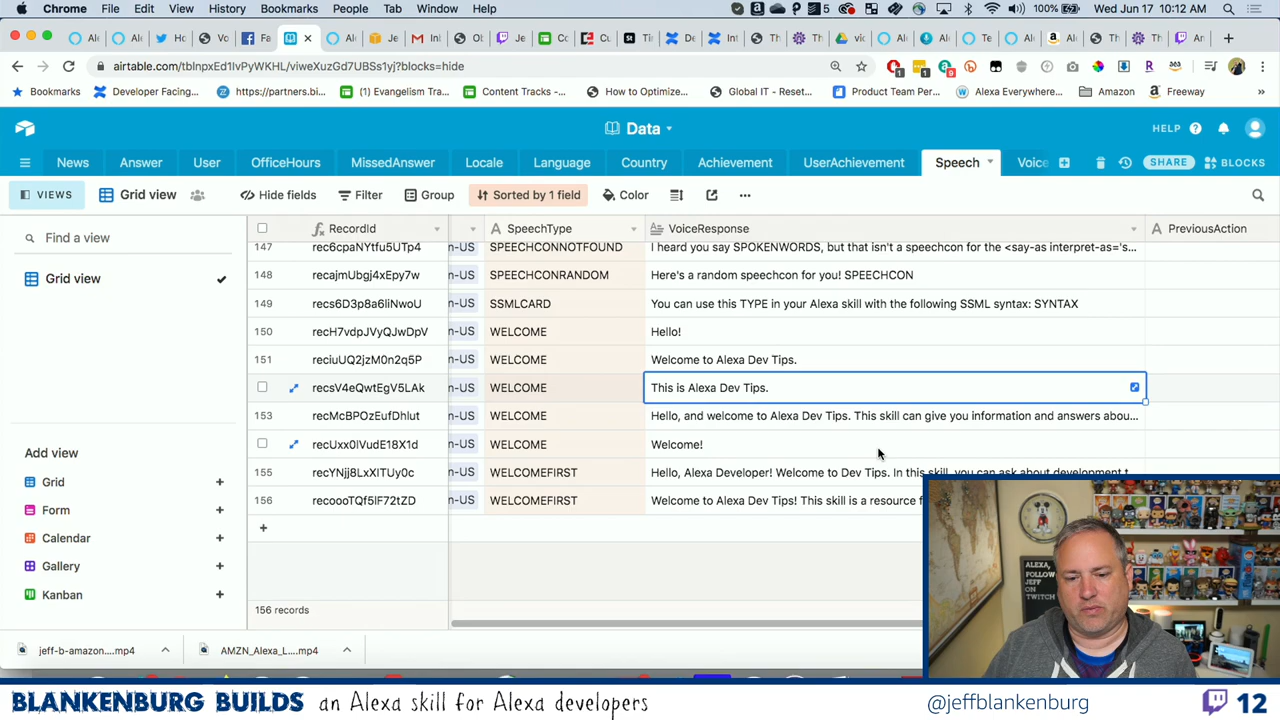 Chrome File Edit View History Bookmarks People Tab Window Help 5 100% Wed Jun 17 10:12 AM
airtable.com/tblnpxEd1IvPyWKHL/viweXuzGd7UBSs1yj?blocks=hide
Bookmarks Developer Facing... https://partners.bi... (1) Evangelism Tra... Content Tracks -... How to Optimize... Global IT - Reset... Product Team Per... Alexa Everywhere... Amazon Freeway »
Data HELP
News Answer User OfficeHours MissedAnswer Locale Language Country Achievement UserAchievement Speech Voice SHARE BLOCKS
VIEWS Grid view Hide fields Filter Group Sorted by 1 field Color
Find a view
Grid view
RecordId SpeechType VoiceResponse PreviousAction
147 rec6cpaNYtfu5UTp4 n-US SPEECHCONNOTFOUND I heard you say SPOKENWORDS, but that isn't a speechcon for the <say-as interpret-as='s...
148 recajmUbgj4xEpy7w n-US SPEECHCONRANDOM Here's a random speechcon for you! SPEECHCON
149 recs6D3p8a6liNwoU n-US SSMLCARD You can use this TYPE in your Alexa skill with the following SSML syntax: SYNTAX
150 recH7vdpJVyQJwDpV n-US WELCOME Hello!
151 reciuUQ2jzM0n2q5P n-US WELCOME Welcome to Alexa Dev Tips.
recsV4eQwtEgV5LAk n-US WELCOME This is Alexa Dev Tips.
153 recMcBPOzEufDhlut n-US WELCOME Hello, and welcome to Alexa Dev Tips. This skill can give you information and answers abou...
recUxx0lVudE18X1d n-US WELCOME Welcome!
155 recYNjj8LxXITUy0c n-US WELCOMEFIRST Hello, Alexa Developer! Welcome to Dev Tips. In this skill, you can ask about development t
156 recoooTQf5IF72tZD n-US WELCOMEFIRST Welcome to Alexa Dev Tips! This skill is a resource f
Add view
Grid
Form
Calendar
Gallery
Kanban
156 records
jeff-b-amazon....mp4 AMZN_Alexa_L....mp4
ALEXA,
FOLLOW
JEFF
ON
TWITCH
BLANKENBURG BUILDS an Alexa skill for Alexa developers @jeffblankenburg 12